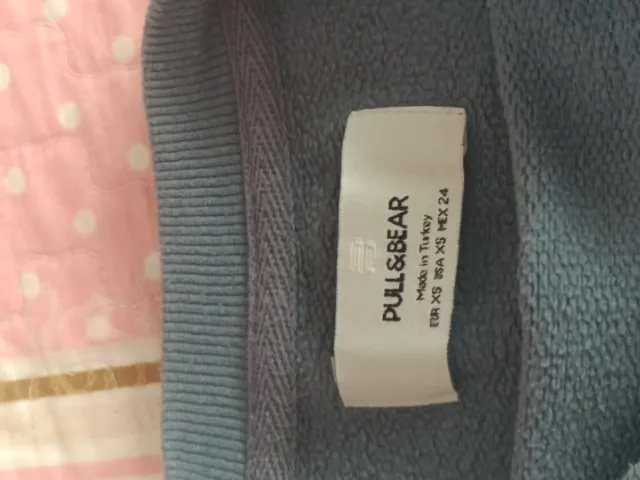 PULL&BEAR
Made in Turkey
EUR XS USA XS MEX 24